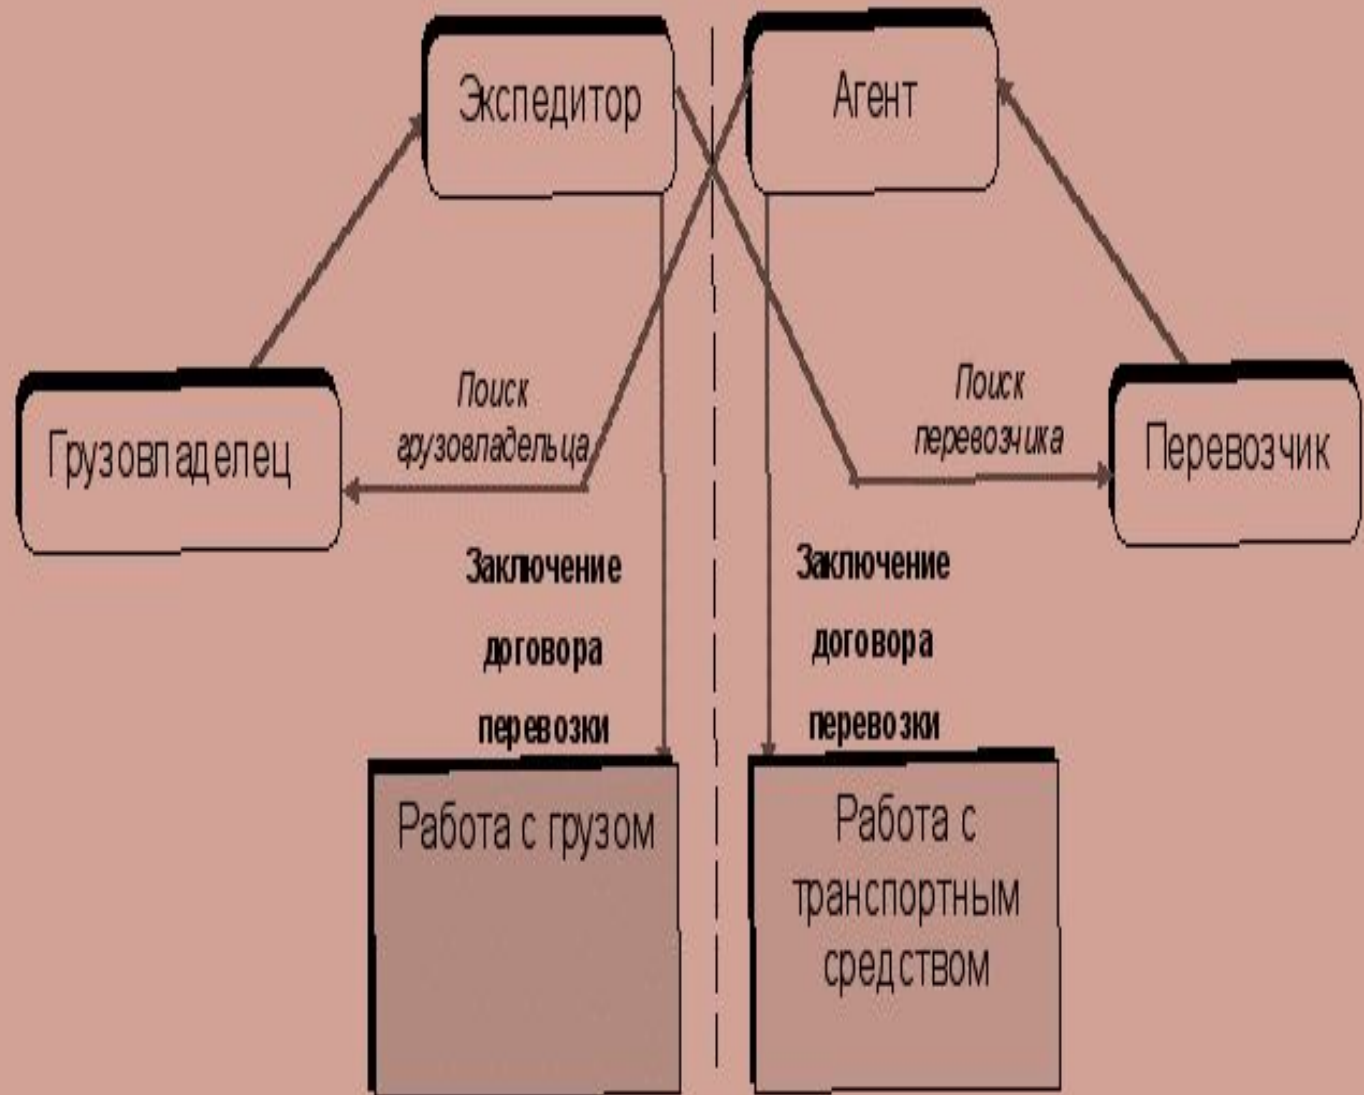 Экспедитор
Агент
Поиск
грузовладельца
Поиск
перевозчика
Грузовладелец
Перевозчик
Заключение
договора
перевозки
Заключение
договора
перевозки
Работа с грузом
Работа с
транспортным
средством